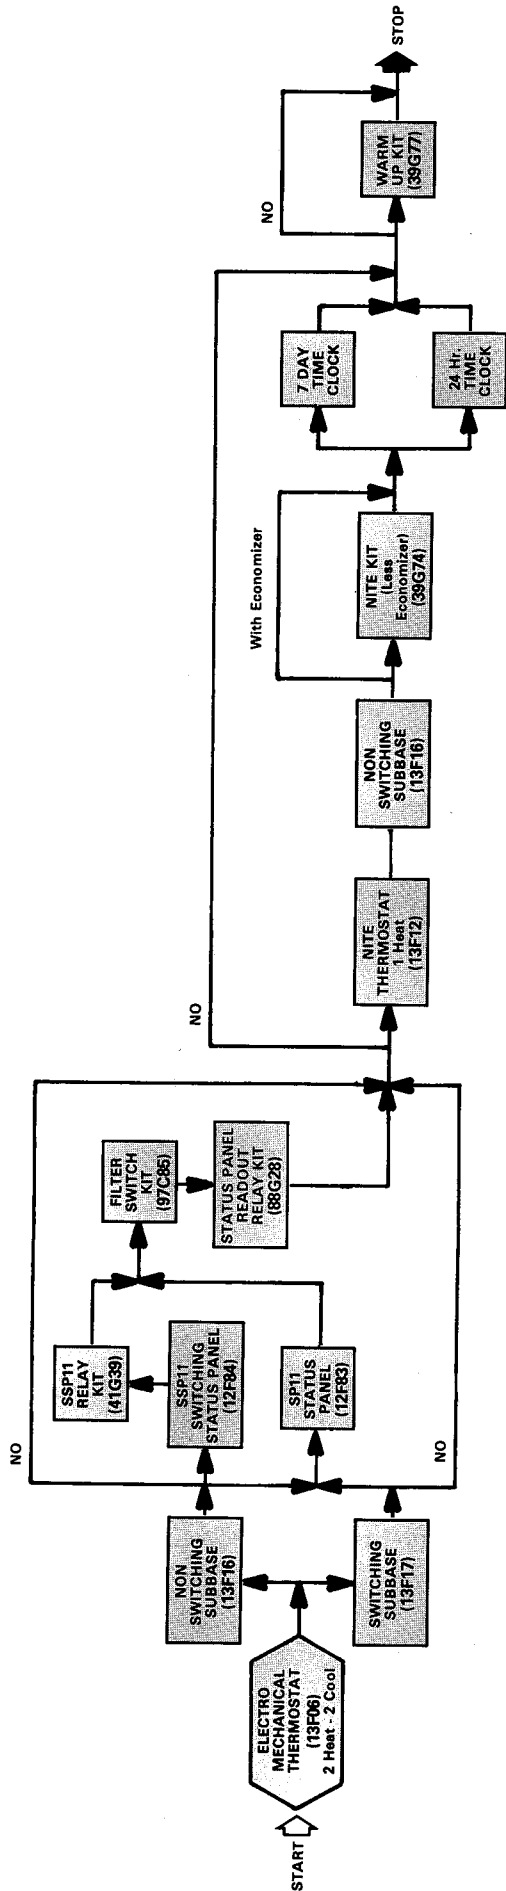 START
ELECTRO
MECHANICAL
THERMOSTAT
(13F06)
2 Heat - 2 Cool
NON
SWITCHING
SUBBASE
(13F16)
SWITCHING
SUBBASE
(13F17)
NO
NO
SSP11
SWITCHING
STATUS PANEL
(12F84)
SSP11
RELAY
KIT
(41G39)
SP11
STATUS
PANEL
(12F83)
FILTER
SWITCH
KIT
(97C85)
STATUS PANEL
READOUT
RELAY KIT
(88G28)
NO
NITE
THERMOSTAT
1 Heat
(13F12)
NON
SWITCHING
SUBBASE
(13F16)
With Economizer
NITE KIT
(Less
Economizer)
(39G74)
7 DAY
TIME
CLOCK
24 Hr.
TIME
CLOCK
NO
WARM
UP KIT
(39G77)
STOP